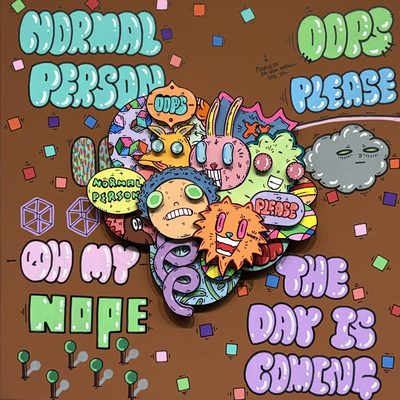 NORMAL
PERSON
OOPS
PLEASE
OOPS
NORMAL
PERSON
PLEASE
OH MY
NOPE
THE
DAY IS
COMING